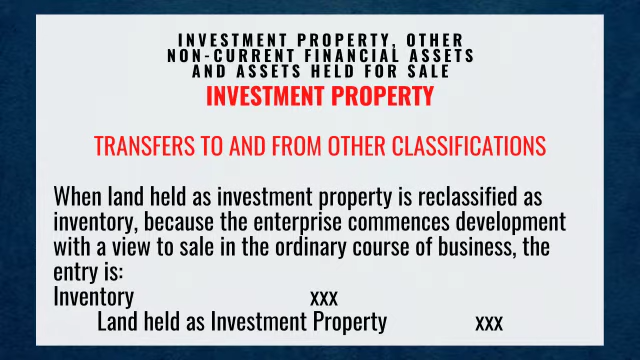 INVESTMENT PROPERTY, OTHER
NON-CURRENT FINANCIAL ASSETS
AND ASSETS HELD FOR SALE
INVESTMENT PROPERTY
TRANSFERS TO AND FROM OTHER CLASSIFICATIONS
When land held as investment property is reclassified as
inventory, because the enterprise commences development
with a view to sale in the ordinary course of business, the
entry is:
Inventory xxx
Land held as Investment Property xxx